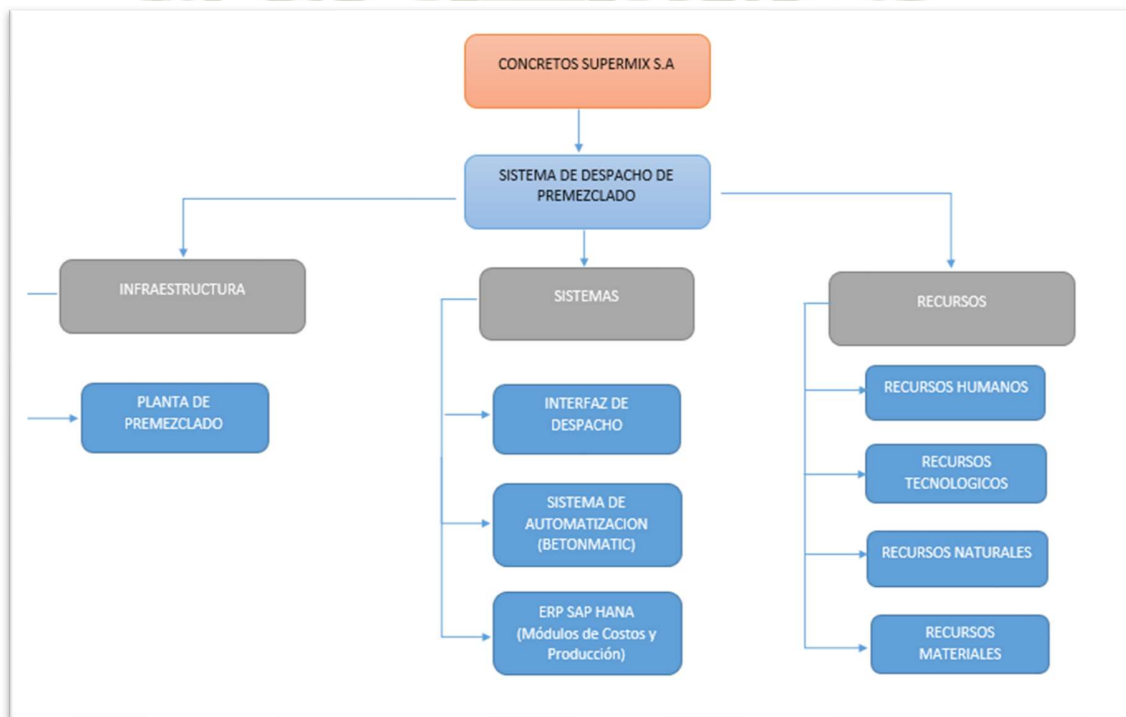 CONCRETOS SUPERMIX S.A
SISTEMA DE DESPACHO DE
PREMEZCLADO
INFRAESTRUCTURA
PLANTA DE
PREMEZCLADO
SISTEMAS
INTERFAZ DE
DESPACHO
SISTEMA DE
AUTOMATIZACION
(BETONMATIC)
ERP SAP HANA
(Módulos de Costos y
Producción)
RECURSOS
RECURSOS HUMANOS
RECURSOS
TECNOLOGICOS
RECURSOS NATURALES
RECURSOS
MATERIALES